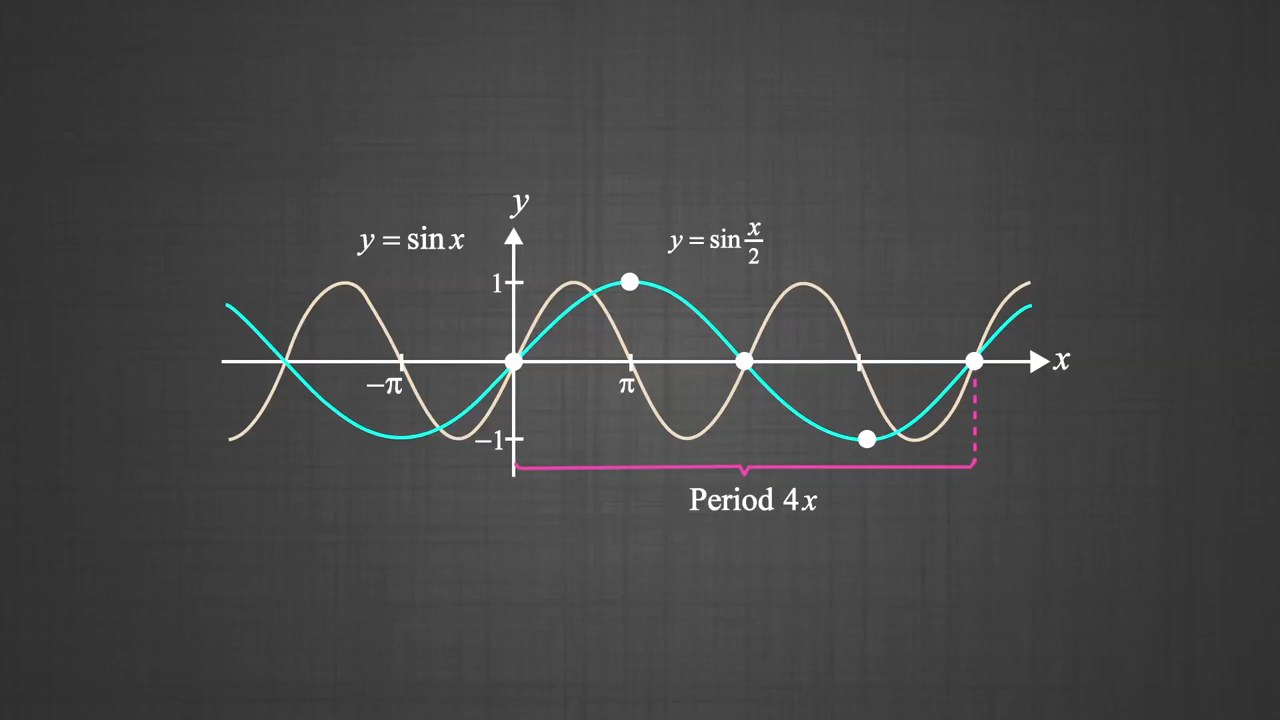 y
y = sin x
y = sin x/2
1
x
−π
π
−1
Period 4x